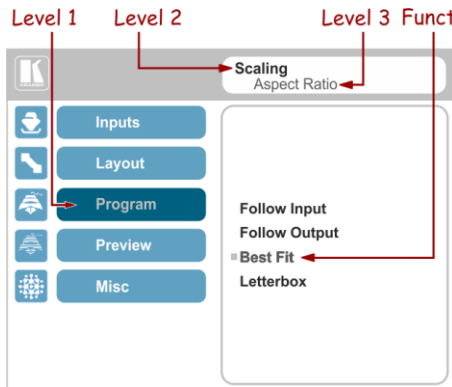 Level 1 Level 2 Level 3 Funct
Scaling
Aspect Ratio
Inputs
Layout
Program
Preview
Misc
Follow Input
Follow Output
Best Fit
Letterbox